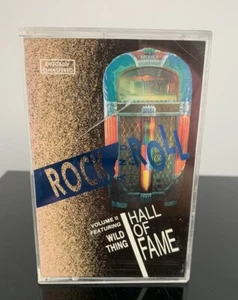 DIGITALLY
REMASTERED
ROCK N ROLL
VOLUME 8
FEATURING
WILD
THING
HALL
OF
FAME